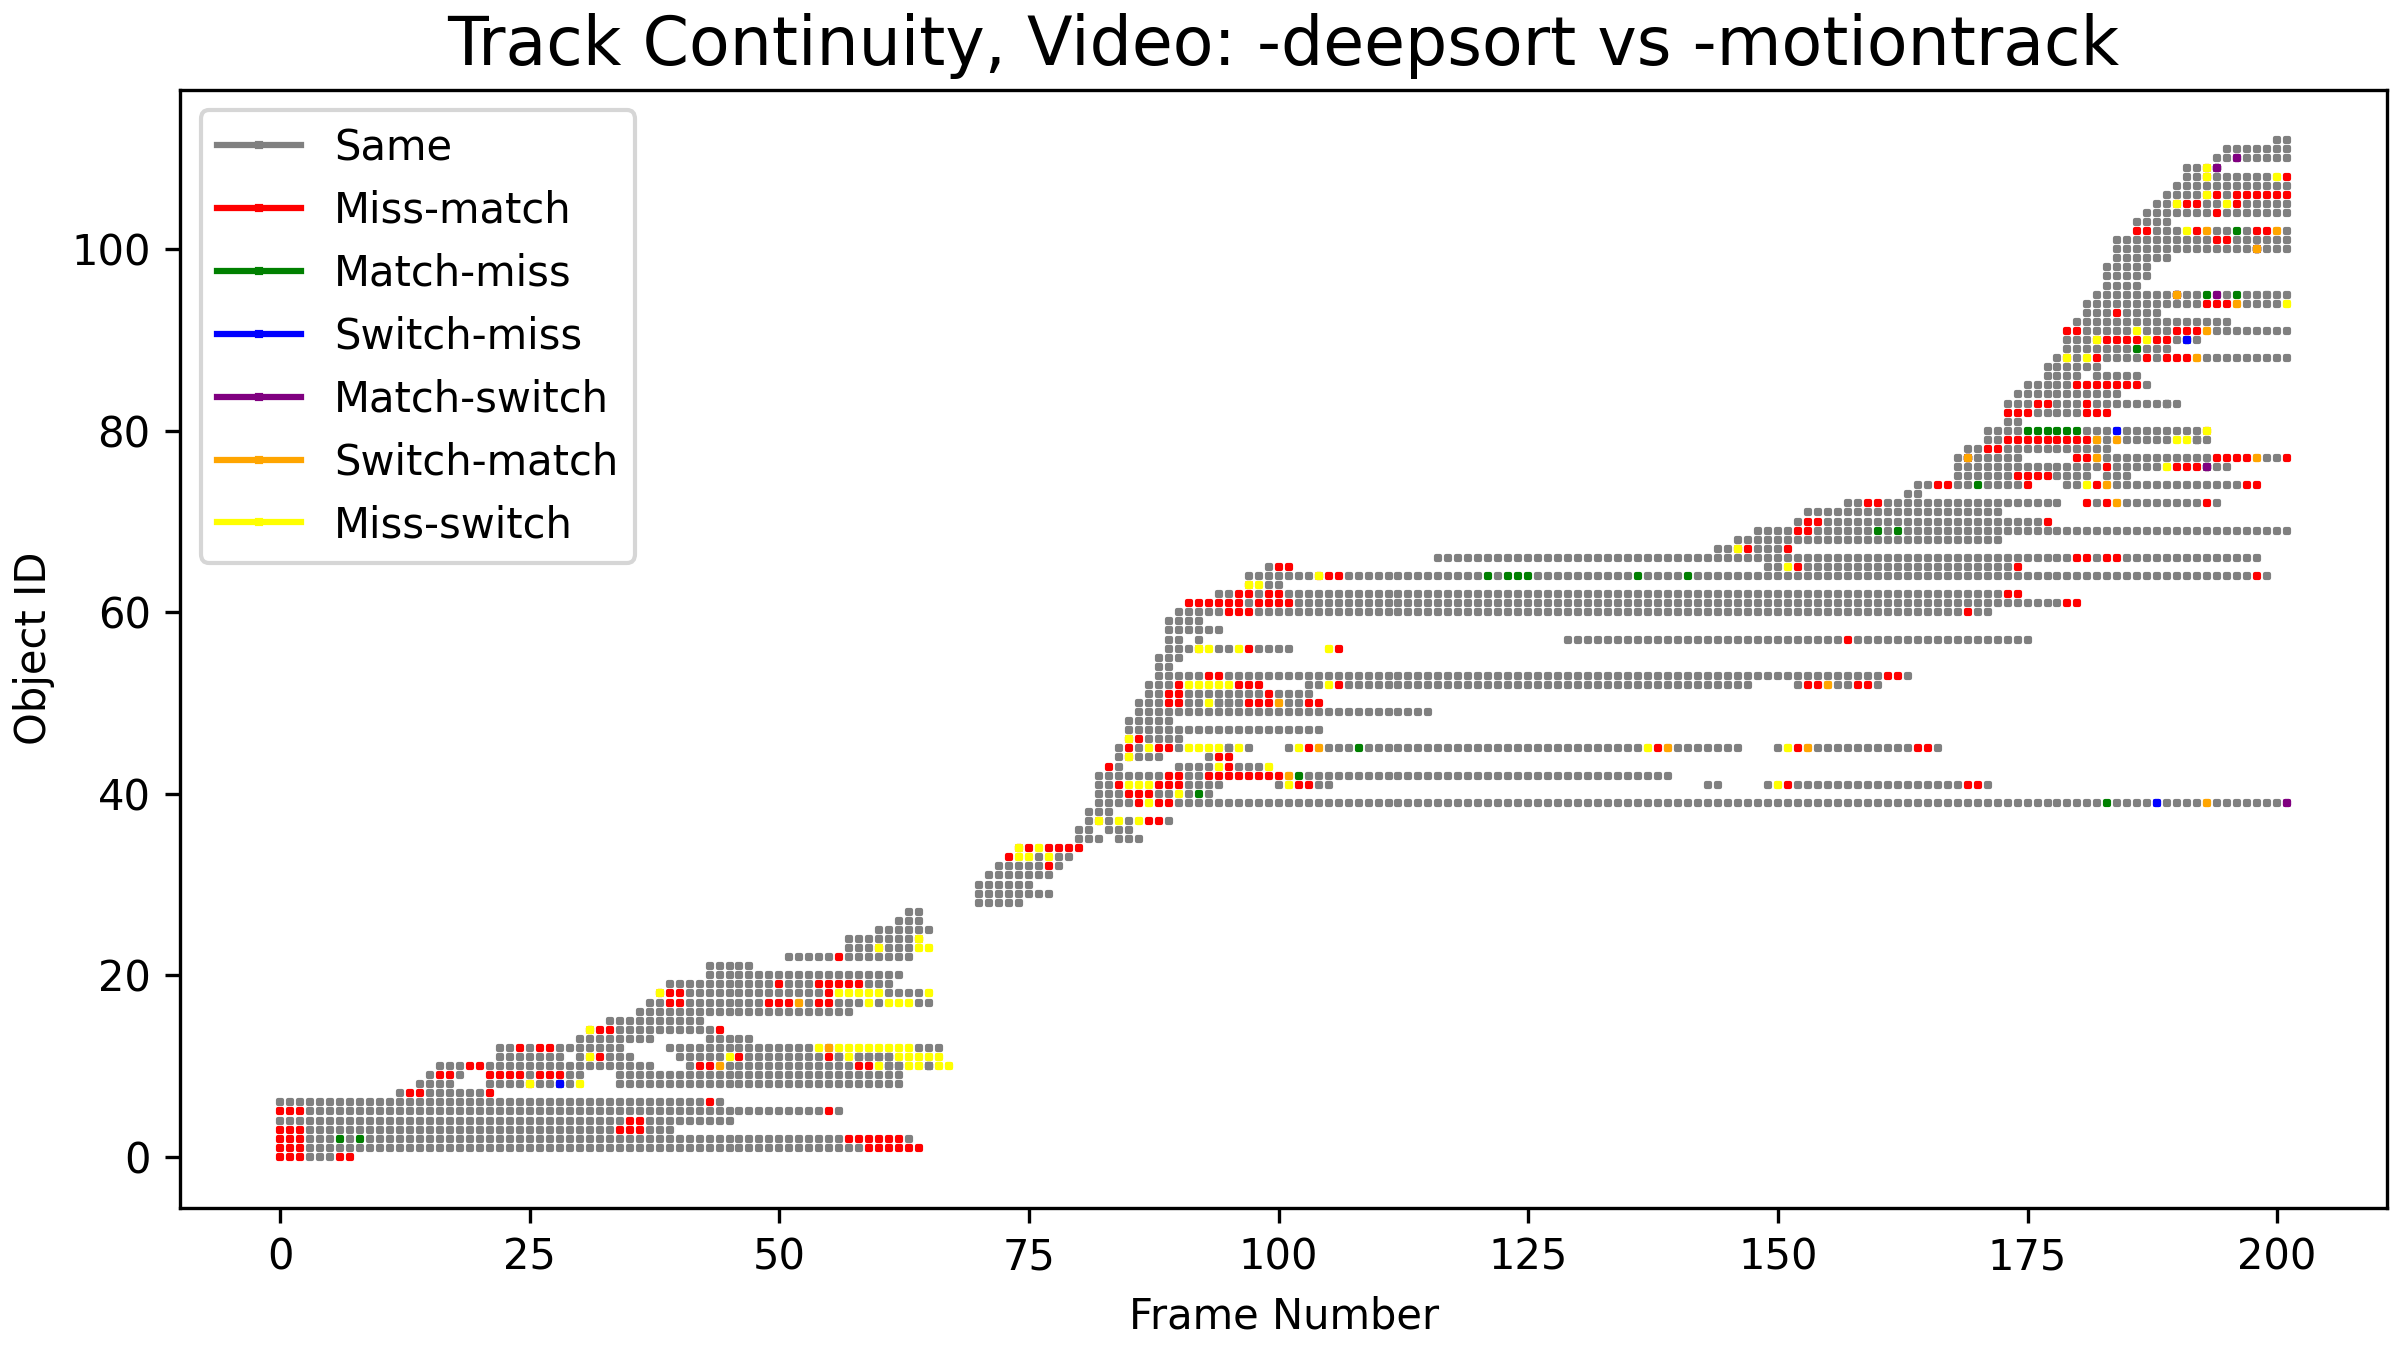 Track Continuity, Video: -deepsort vs -motiontrack
Same
Miss-match
Match-miss
Switch-miss
Match-switch
Switch-match
Miss-switch
Object ID
100
80
60
40
20
0
0 25 50 75 100 125 150 175 200
Frame Number